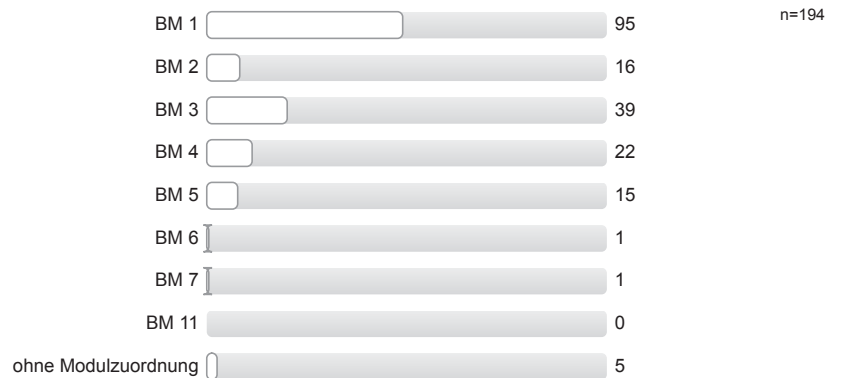 n=194
BM 1 95
BM 2 16
BM 3 39
BM 4 22
BM 5 15
BM 6 1
BM 7 1
BM 11 0
ohne Modulzuordnung 5